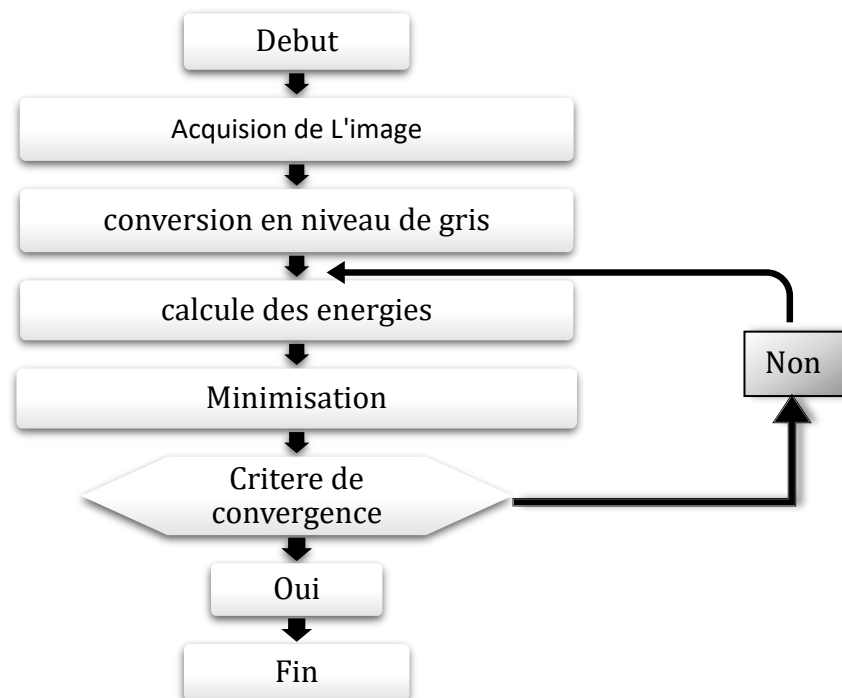 Debut
Acquision de L'image
conversion en niveau de gris
calcule des energies
Non
Minimisation
Critere de
convergence
Oui
Fin